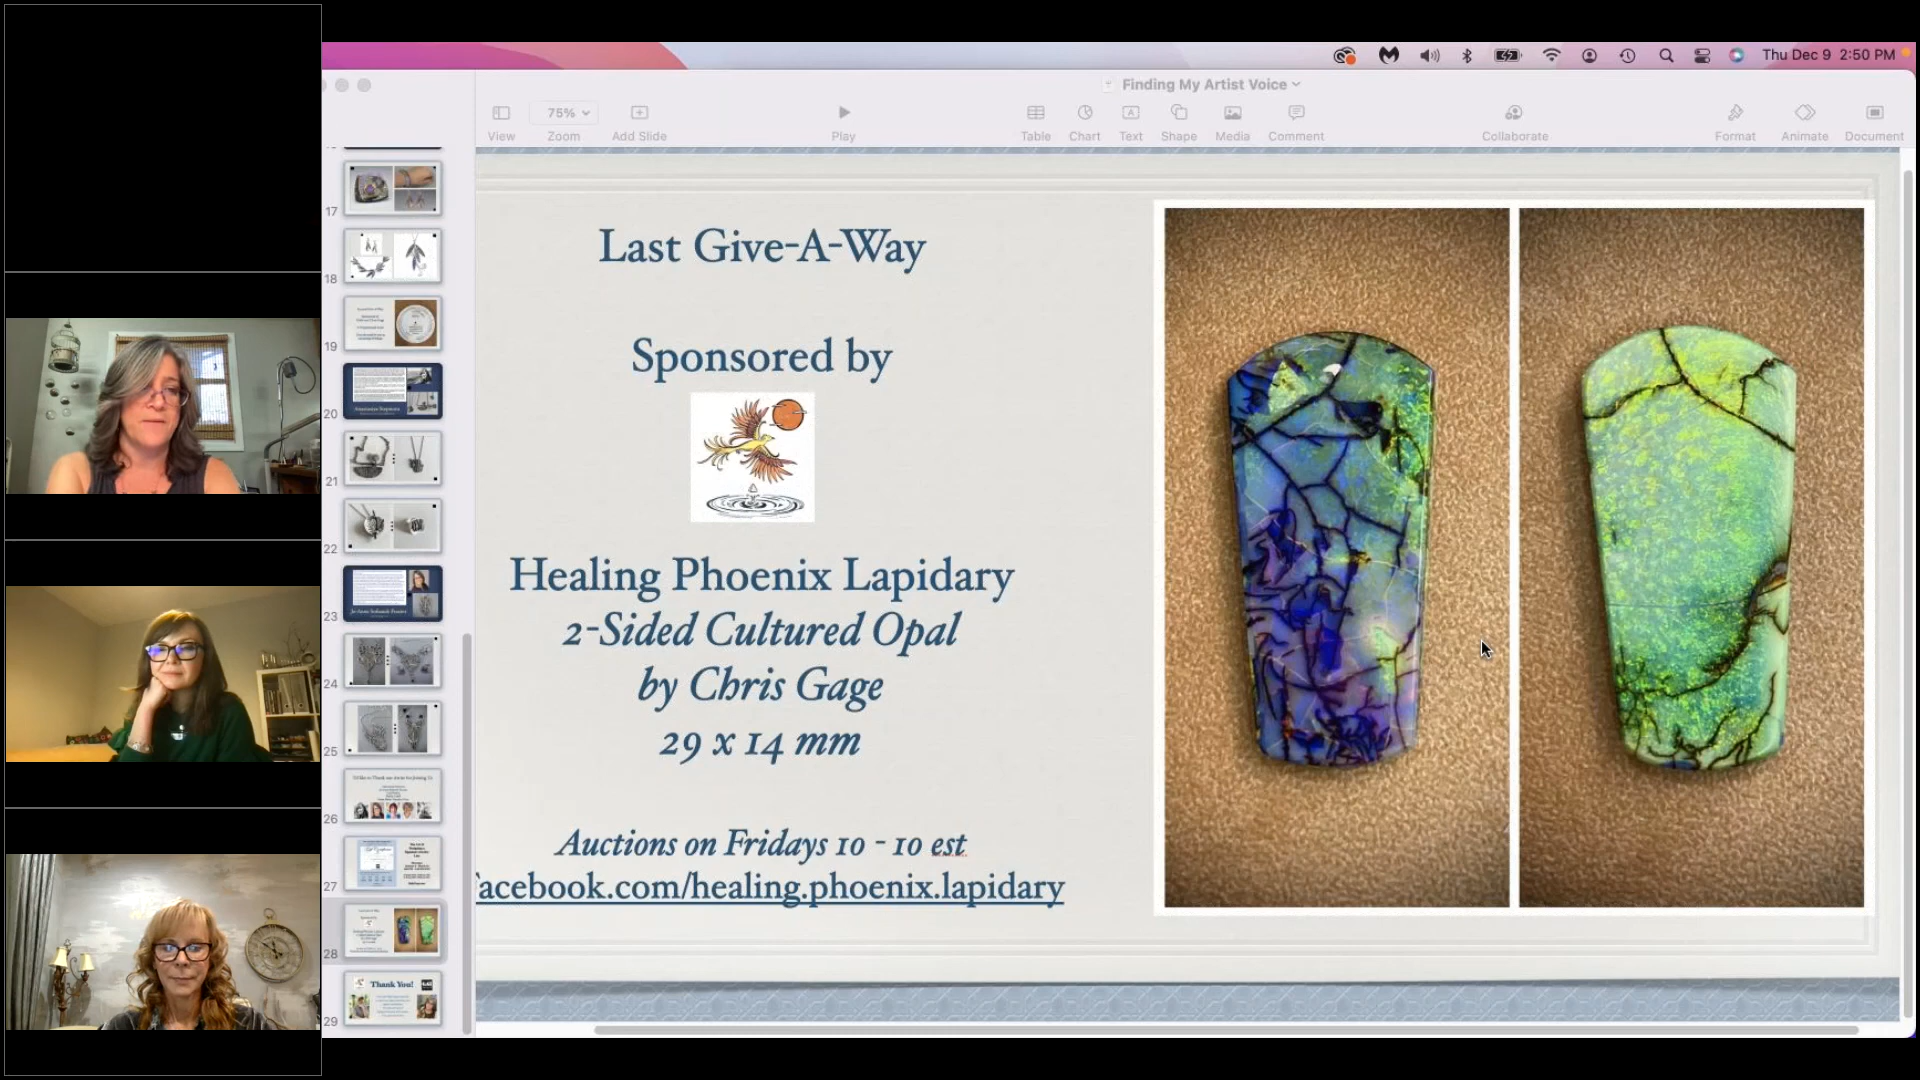 Thu Dec 9 2:50 PM
Finding My Artist Voice
75%
View
Zoom
Add Slide
Play
Table
Chart
Text
Shape
Media
Comment
Collaborate
Format
Animate
Document
17
18
19
20
21
22
23
24
25
26
27
28
29
Thank You!
Last Give-A-Way
Sponsored by
Healing Phoenix Lapidary
2-Sided Cultured Opal
by Chris Gage
29 x 14 mm
Auctions on Fridays 10 - 10 est
facebook.com/healing.phoenix.lapidary